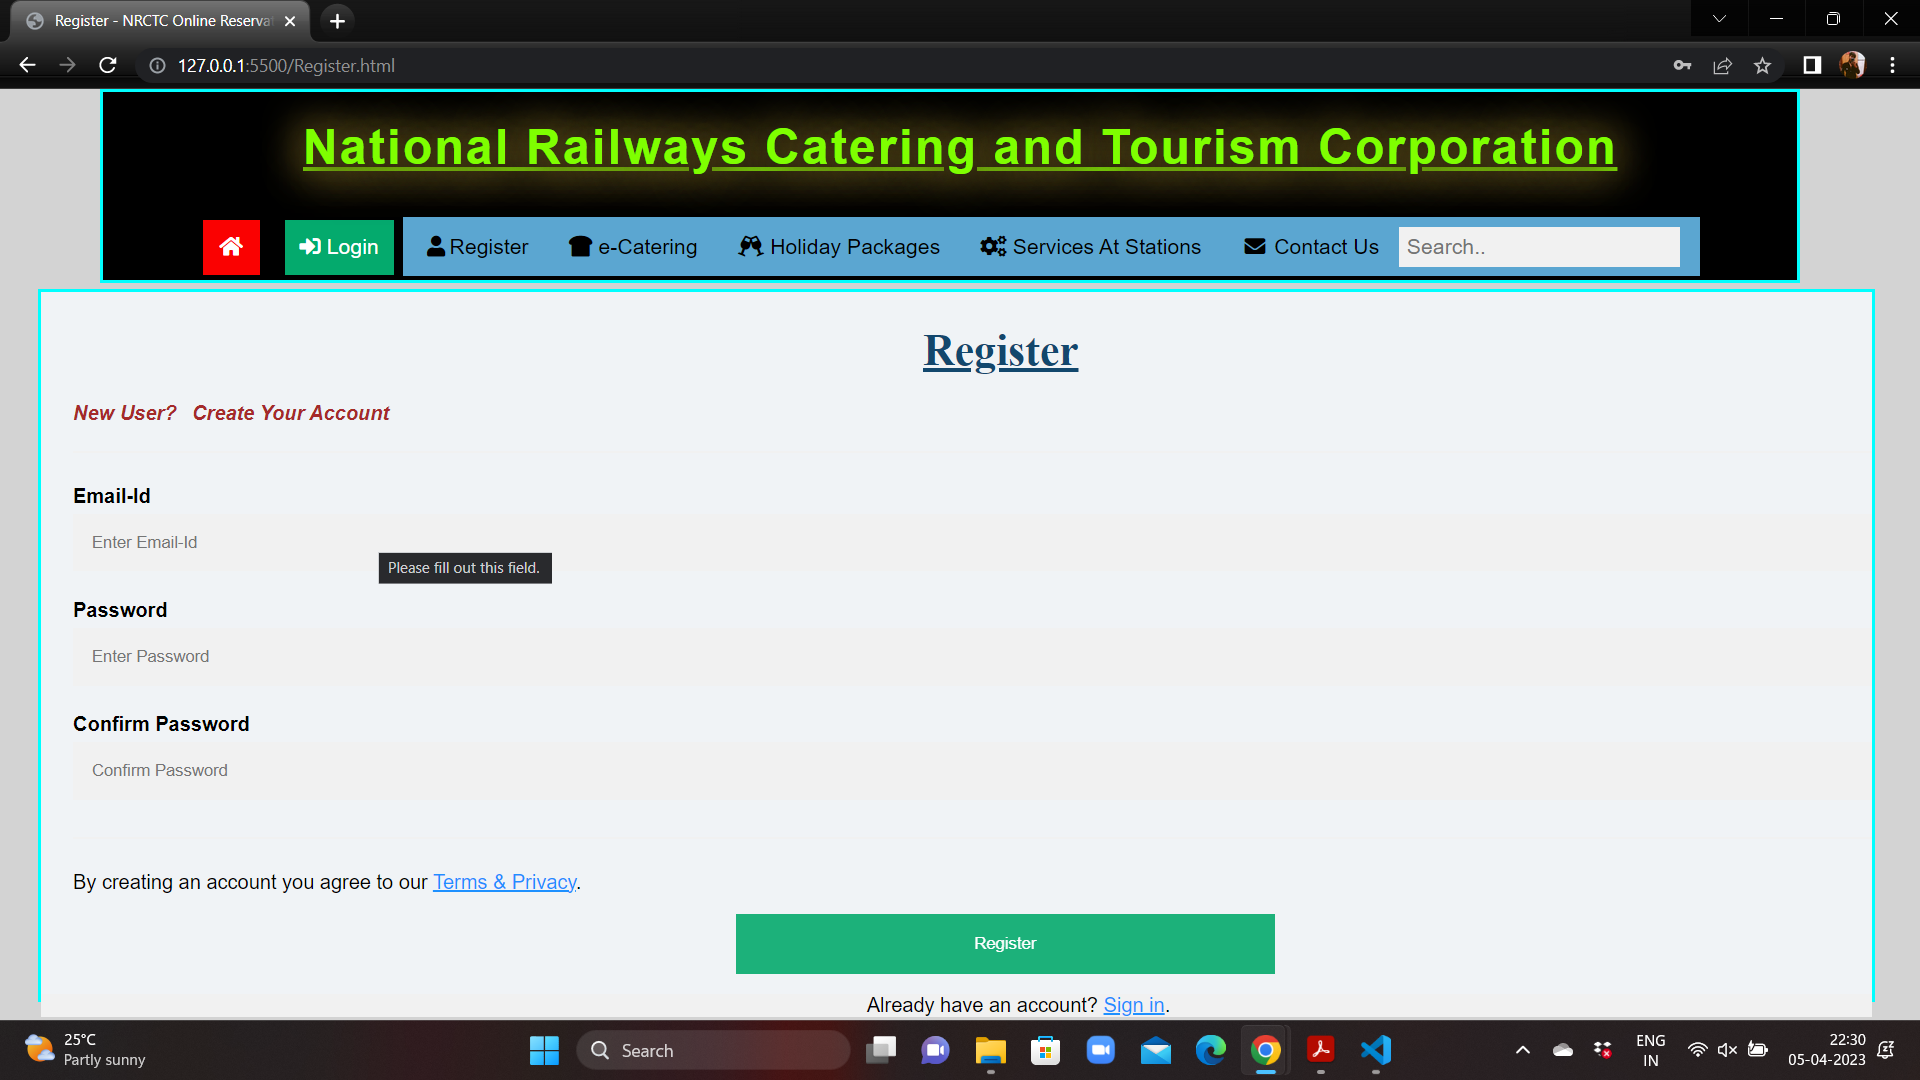 Register - NRCTC Online Reserva
127.0.0.1:5500/Register.html
National Railways Catering and Tourism Corporation
Login Register e-Catering Holiday Packages Services At Stations Contact Us Search..
Register
New User? Create Your Account
Email-Id
Enter Email-Id
Please fill out this field.
Password
Enter Password
Confirm Password
Confirm Password
By creating an account you agree to our Terms & Privacy.
Register
Already have an account? Sign in.
25°C
Partly sunny
Search
ENG
IN
22:30
05-04-2023